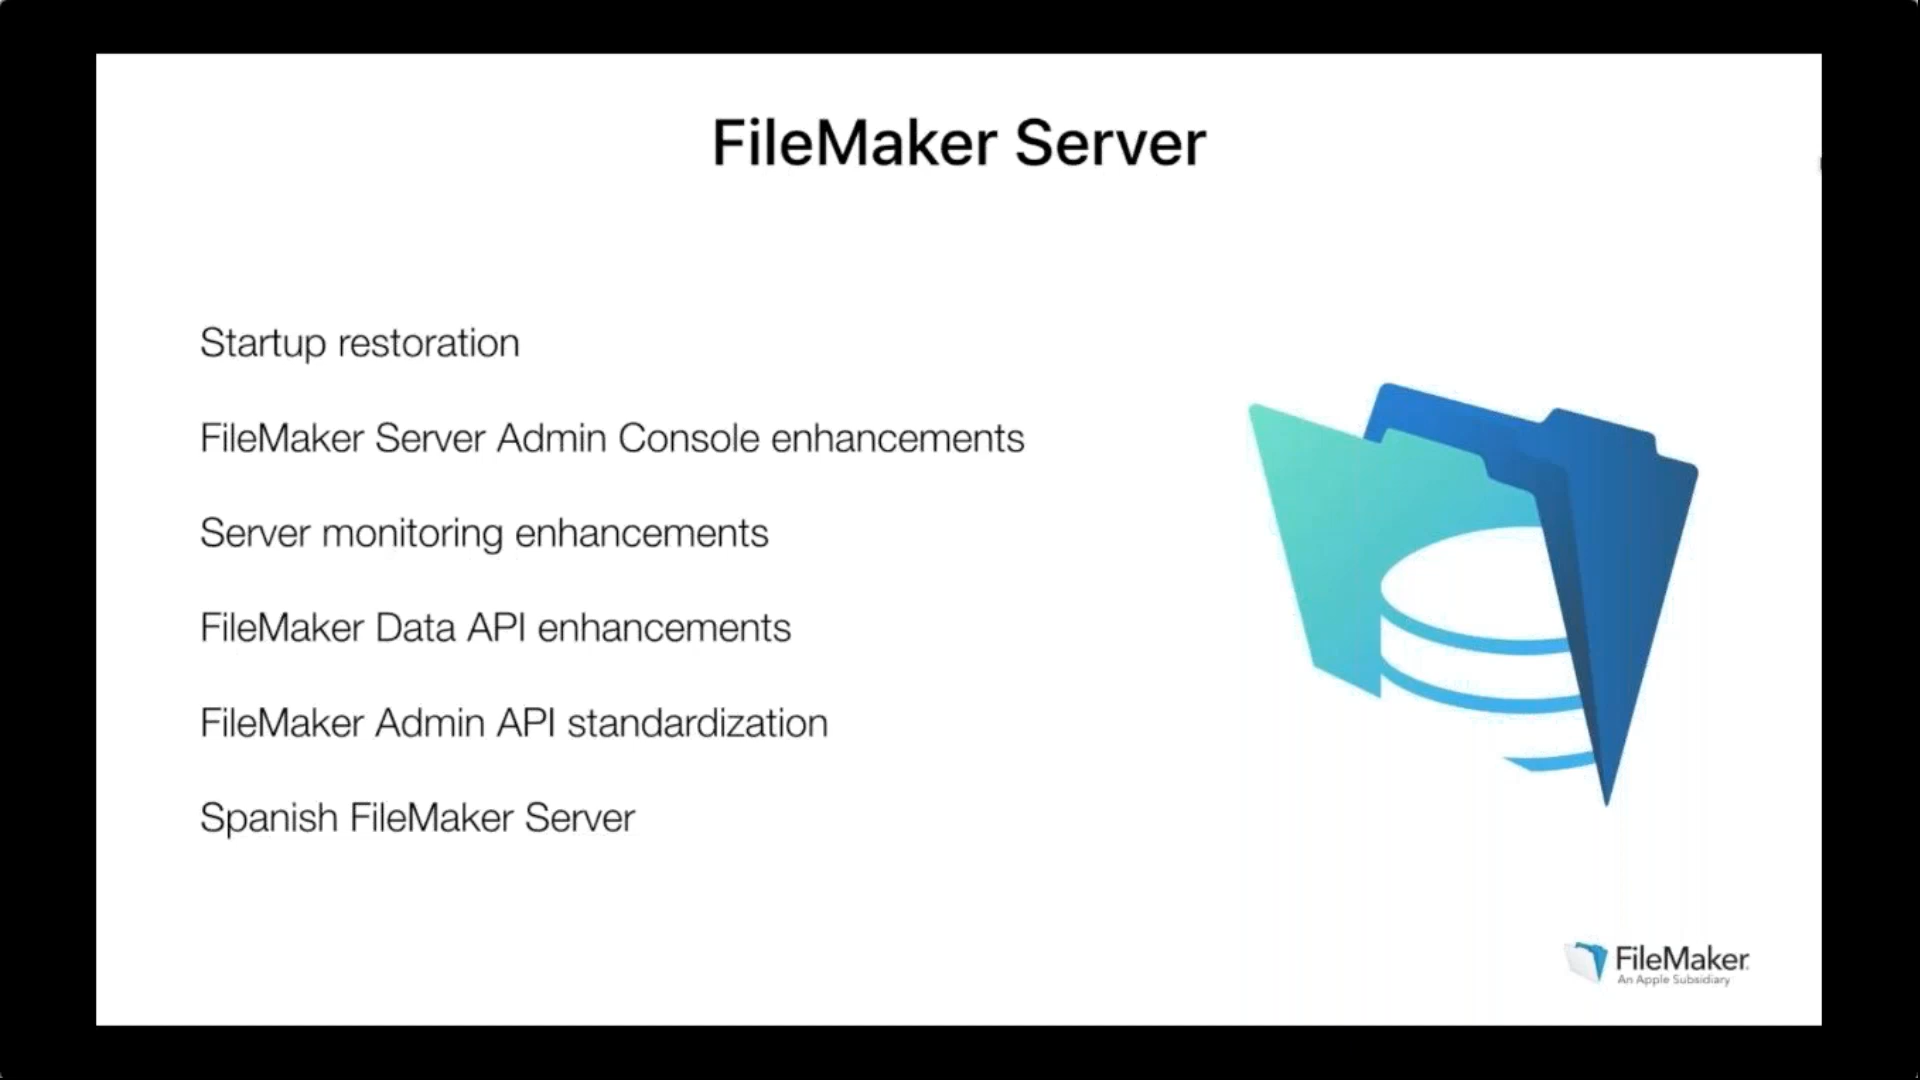 FileMaker Server
Startup restoration
FileMaker Server Admin Console enhancements
Server monitoring enhancements
FileMaker Data API enhancements
FileMaker Admin API standardization
Spanish FileMaker Server
FileMaker.
An Apple Subsidiary